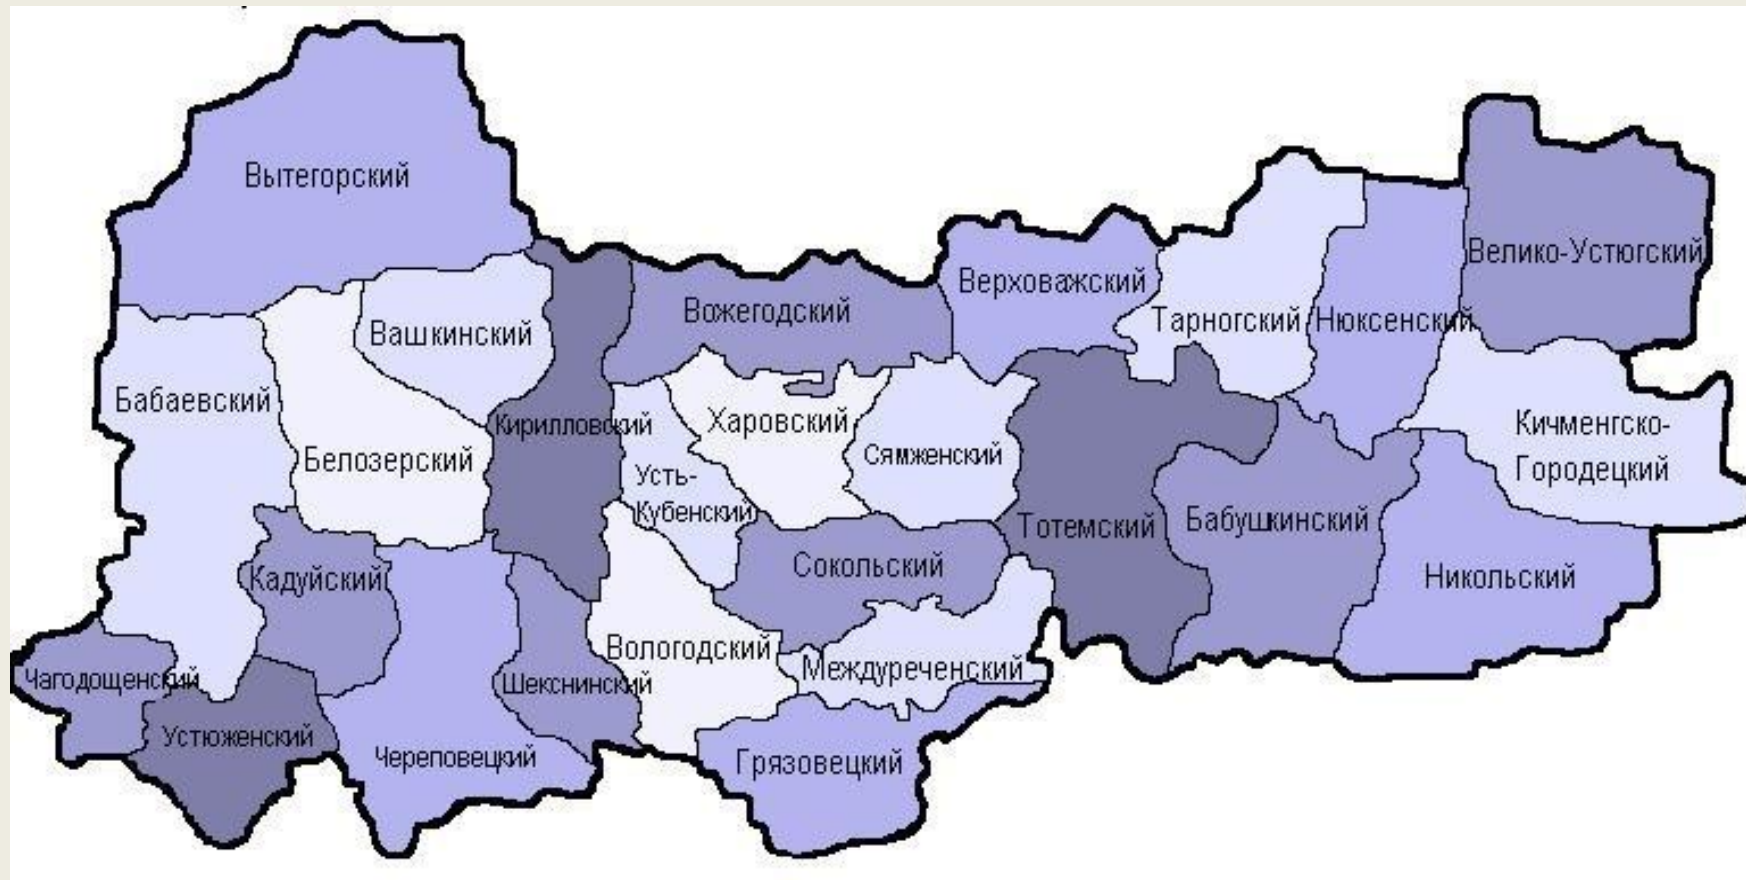 Вытегорский
Велико-Устюгский
Верховажский
Вожегодский
Тарногский
Нюксенский
Вашкинский
Бабаевский
Харовский
Кирилловский
Кичменгско-
Городецкий
Белозерский
Сямженский
Усть-
Кубенский
Тотемский
Бабушкинский
Сокольский
Никольский
Кадуйский
Вологодский
Междуреченский
Чагодощенский
Шекснинский
Устюженский
Череповецкий
Грязовецкий